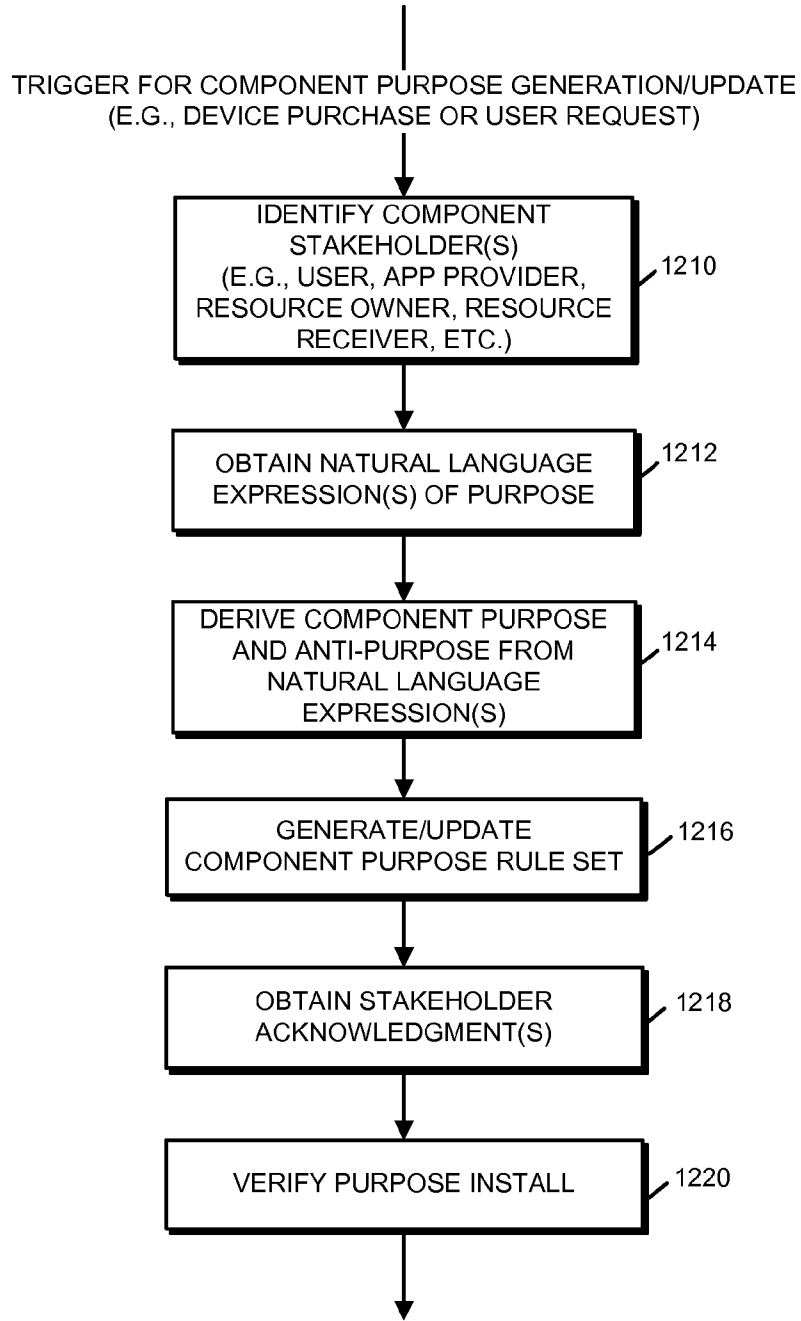 TRIGGER FOR COMPONENT PURPOSE GENERATION/UPDATE
(E.G., DEVICE PURCHASE OR USER REQUEST)
IDENTIFY COMPONENT
STAKEHOLDER(S)
(E.G., USER, APP PROVIDER,
RESOURCE OWNER, RESOURCE
RECEIVER, ETC.)
1210
OBTAIN NATURAL LANGUAGE
EXPRESSION(S) OF PURPOSE
1212
DERIVE COMPONENT PURPOSE
AND ANTI-PURPOSE FROM
NATURAL LANGUAGE
EXPRESSION(S)
1214
GENERATE/UPDATE
COMPONENT PURPOSE RULE SET
1216
OBTAIN STAKEHOLDER
ACKNOWLEDGMENT(S)
1218
VERIFY PURPOSE INSTALL
1220